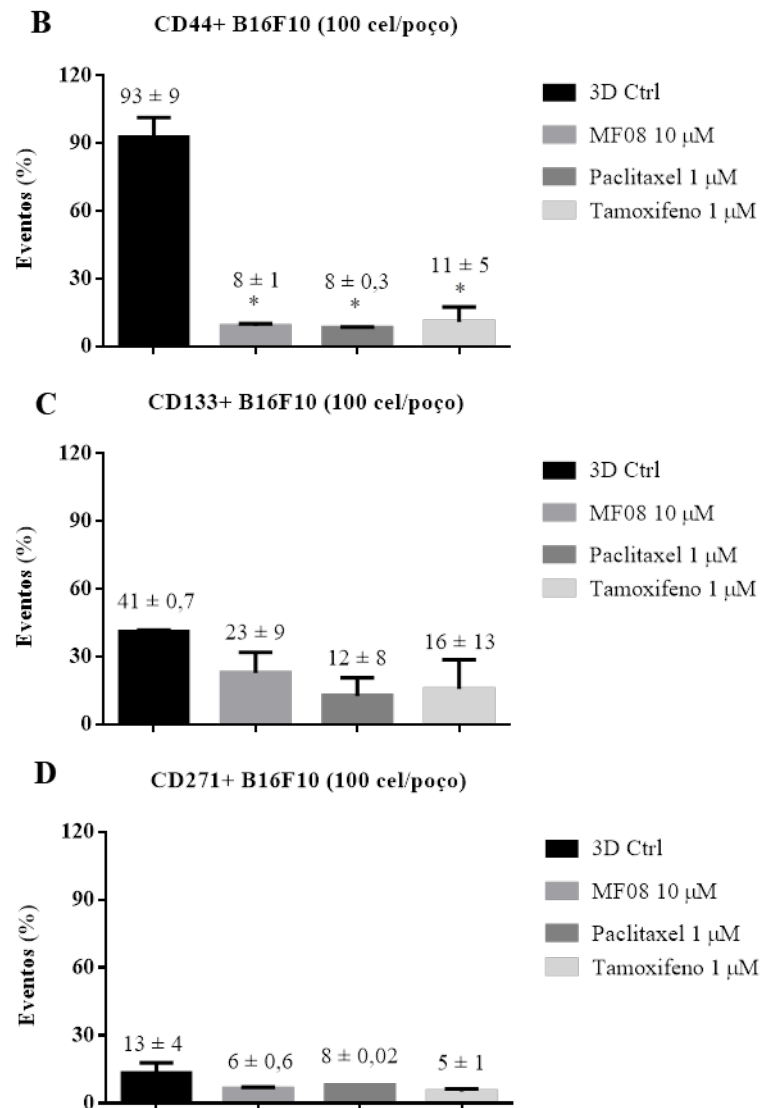 B
CD44+ B16F10 (100 cel/poço)
Eventos (%)
120
90
60
30
0
93 ± 9
8 ± 1
*
8 ± 0,3
*
11 ± 5
*
3D Ctrl
MF08 10 µM
Paclitaxel 1 µM
Tamoxifeno 1 µM
C
CD133+ B16F10 (100 cel/poço)
Eventos (%)
120
90
60
30
0
41 ± 0,7
23 ± 9
12 ± 8
16 ± 13
3D Ctrl
MF08 10 µM
Paclitaxel 1 µM
Tamoxifeno 1 µM
D
CD271+ B16F10 (100 cel/poço)
Eventos (%)
120
90
60
30
0
13 ± 4
6 ± 0,6
8 ± 0,02
5 ± 1
3D Ctrl
MF08 10 µM
Paclitaxel 1 µM
Tamoxifeno 1 µM